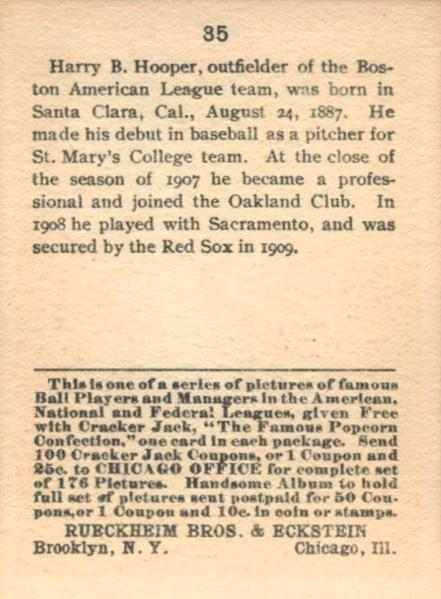 35
Harry B. Hooper, outfielder of the Bos-
ton American League team, was born in
Santa Clara, Cal., August 24, 1887. He
made his debut in baseball as a pitcher for
St. Mary's College team. At the close of
the season of 1907 he became a profes-
sional and joined the Oakland Club. In
1908 he played with Sacramento, and was
secured by the Red Sox in 1909.
This is one of a series of pictures of famous
Ball Players and Managers in the American,
National and Federal Leagues, given Free
with Cracker Jack, "The Famous Popcorn
Confection," one card in each package. Send
100 Cracker Jack Coupons, or 1 Coupon and
25c. to CHICAGO OFFICE for complete set
of 176 Pictures. Handsome Album to hold
full set of pictures sent postpaid for 50 Cou-
pons, or 1 Coupon and 10c. in coin or stamps.
RUECKHEIM BROS. & ECKSTEIN
Brooklyn, N. Y. Chicago, Ill.